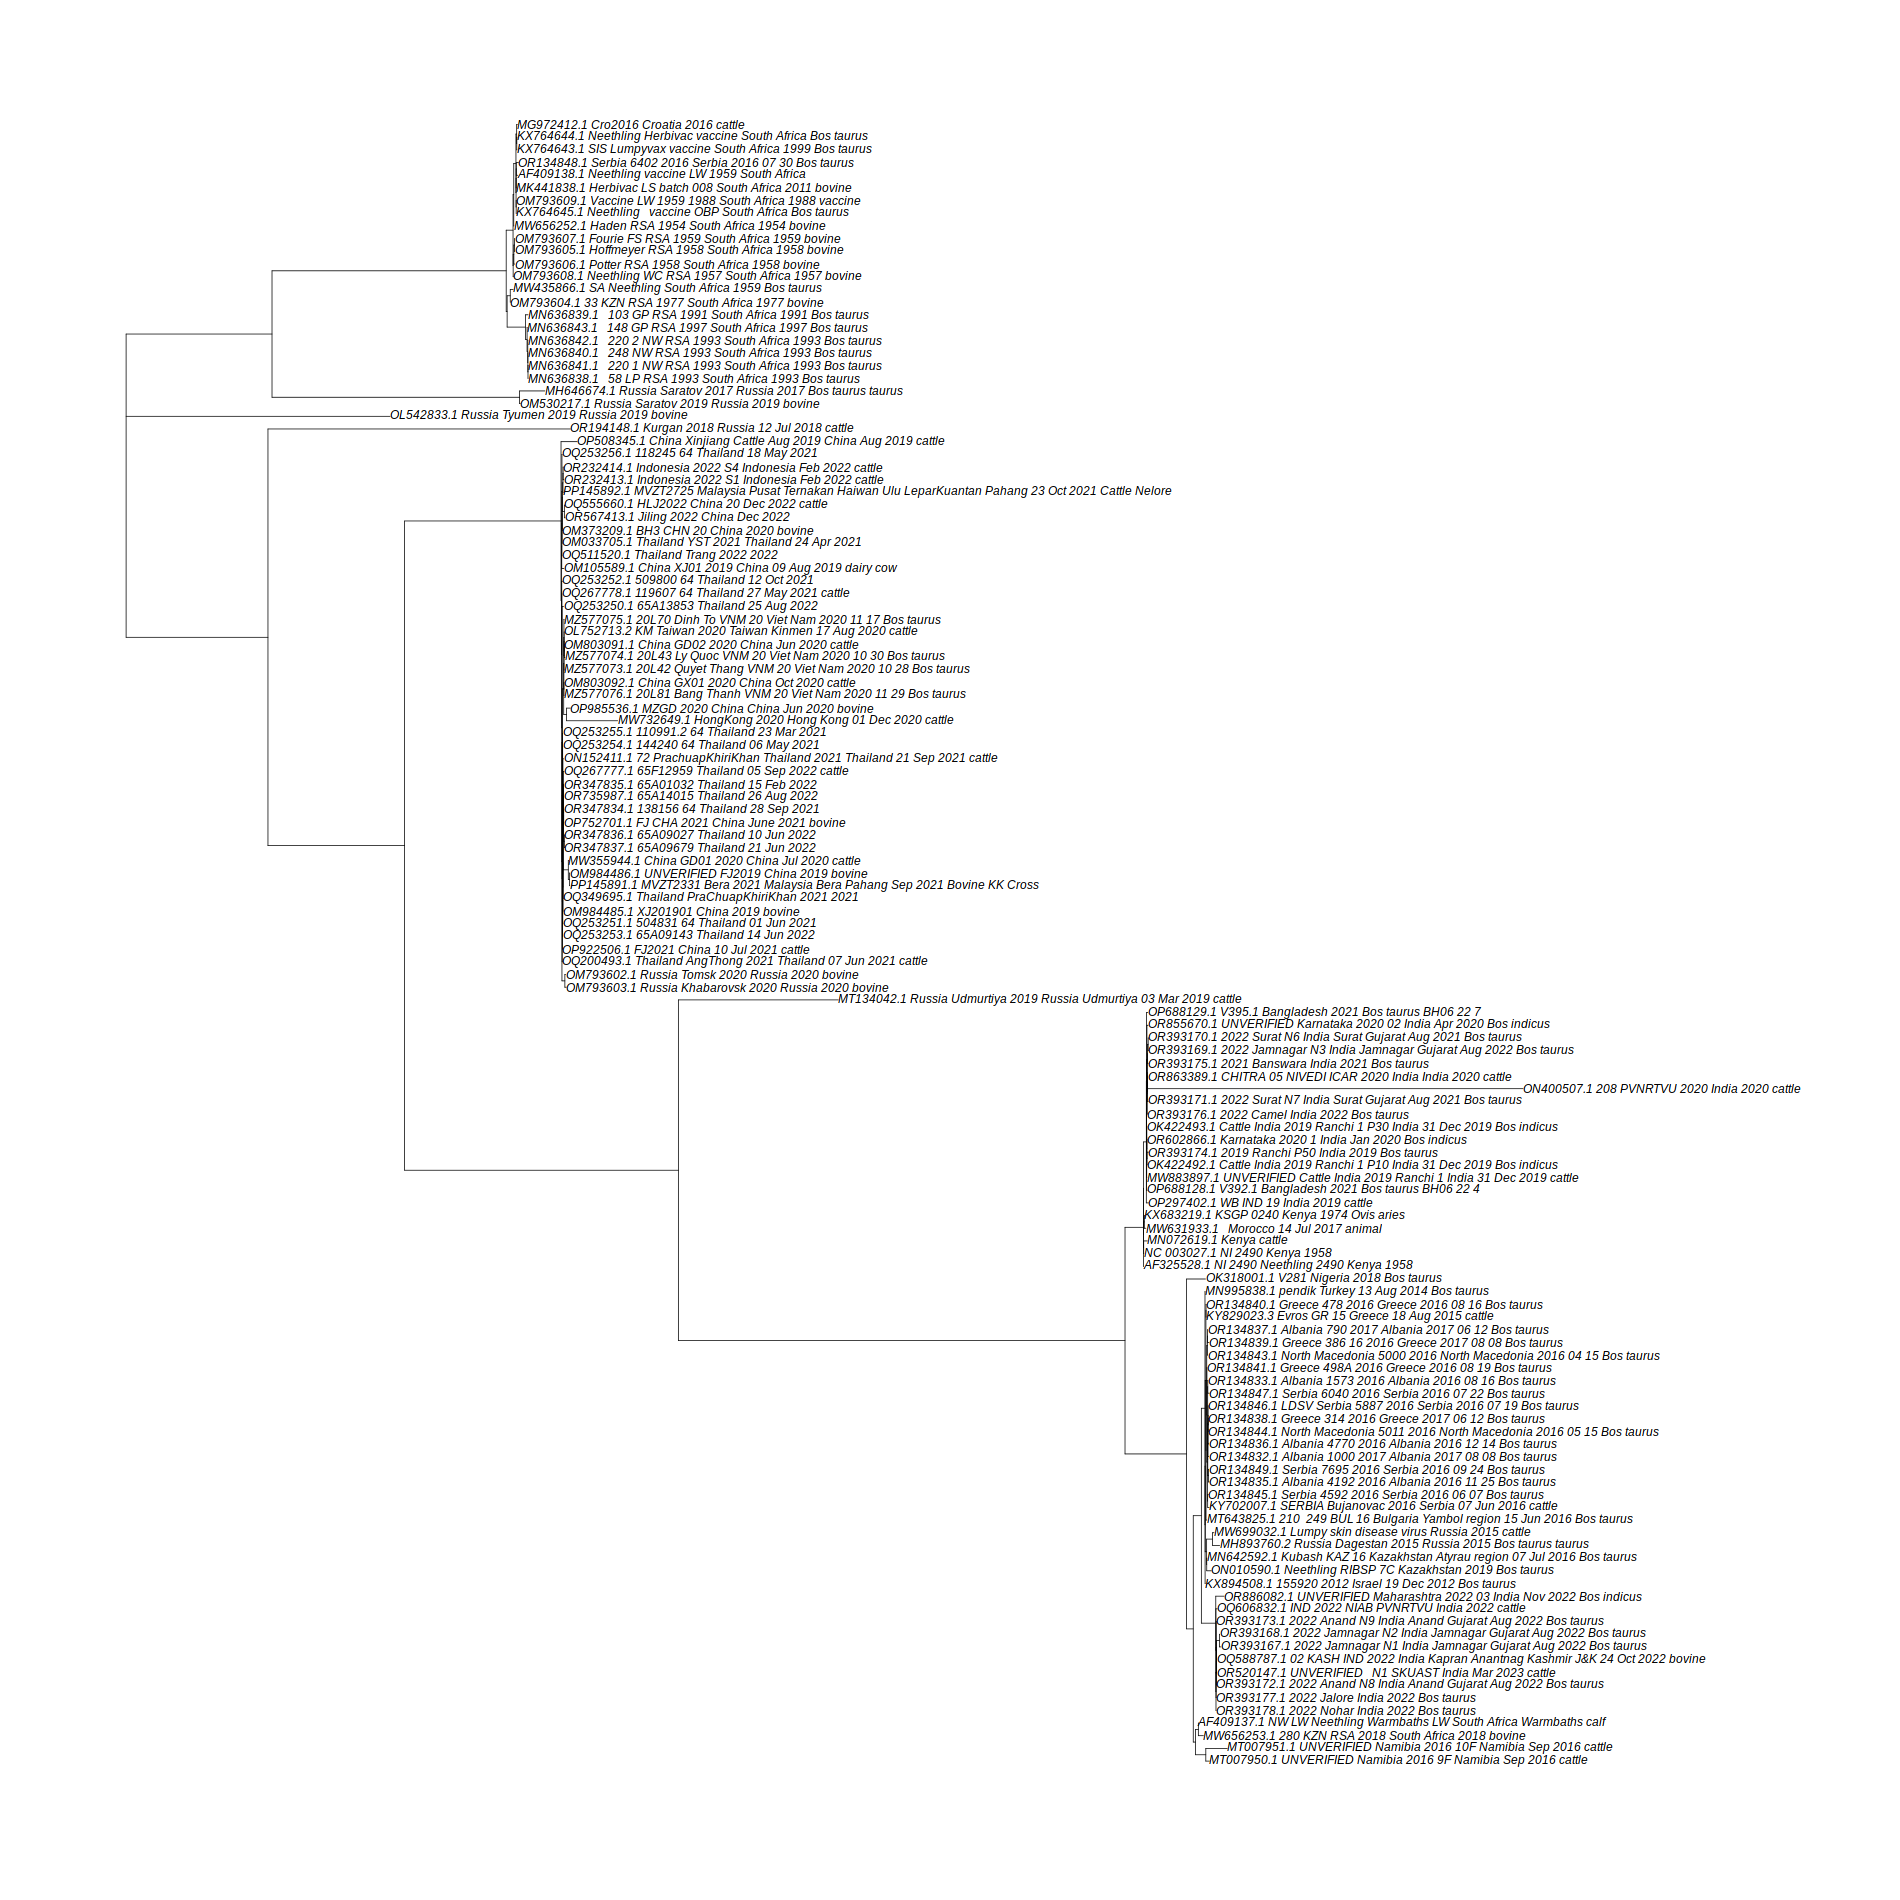 MG972412.1 Cro2016 Croatia 2016 cattle
KX764644.1 Neethling Herbivac vaccine South Africa Bos taurus
KX764643.1 SIS Lumpyvax vaccine South Africa 1999 Bos taurus
OR134848.1 Serbia 6402 2016 Serbia 2016 07 30 Bos taurus
AF409138.1 Neethling vaccine LW 1959 South Africa
MK441838.1 Herbivac LS batch 008 South Africa 2011 bovine
OM793609.1 Vaccine LW 1959 1988 South Africa 1988 vaccine
KX764645.1 Neethling vaccine OBP South Africa Bos taurus
MW656252.1 Haden RSA 1954 South Africa 1954 bovine
OM793607.1 Fourie FS RSA 1959 South Africa 1959 bovine
OM793605.1 Hoffmeyer RSA 1958 South Africa 1958 bovine
OM793606.1 Potter RSA 1958 South Africa 1958 bovine
OM793608.1 Neethling WC RSA 1957 South Africa 1957 bovine
MW435866.1 SA Neethling South Africa 1959 Bos taurus
OM793604.1 33 KZN RSA 1977 South Africa 1977 bovine
MN636839.1 103 GP RSA 1991 South Africa 1991 Bos taurus
MN636843.1 148 GP RSA 1997 South Africa 1997 Bos taurus
MN636842.1 220 2 NW RSA 1993 South Africa 1993 Bos taurus
MN636840.1 248 NW RSA 1993 South Africa 1993 Bos taurus
MN636841.1 220 1 NW RSA 1993 South Africa 1993 Bos taurus
MN636838.1 58 LP RSA 1993 South Africa 1993 Bos taurus
MH646674.1 Russia Saratov 2017 Russia 2017 Bos taurus taurus
OM530217.1 Russia Saratov 2019 Russia 2019 bovine
OL542833.1 Russia Tyumen 2019 Russia 2019 bovine
OR194148.1 Kurgan 2018 Russia 12 Jul 2018 cattle
OP508345.1 China Xinjiang Cattle Aug 2019 China Aug 2019 cattle
OQ253256.1 118245 64 Thailand 18 May 2021
OR232414.1 Indonesia 2022 S4 Indonesia Feb 2022 cattle
OR232413.1 Indonesia 2022 S1 Indonesia Feb 2022 cattle
PP145892.1 MVZT2725 Malaysia Pusat Ternakan Haiwan Ulu LeparKuantan Pahang 23 Oct 2021 Cattle Nelore
OQ555660.1 HLJ2022 China 20 Dec 2022 cattle
OR567413.1 Jiling 2022 China Dec 2022
OM373209.1 BH3 CHN 20 China 2020 bovine
OM033705.1 Thailand YST 2021 Thailand 24 Apr 2021
OQ511520.1 Thailand Trang 2022 2022
OM105589.1 China XJ01 2019 China 09 Aug 2019 dairy cow
OQ253252.1 509800 64 Thailand 12 Oct 2021
OQ267778.1 119607 64 Thailand 27 May 2021 cattle
OQ253250.1 65A13853 Thailand 25 Aug 2022
MZ577075.1 20L70 Dinh To VNM 20 Viet Nam 2020 11 17 Bos taurus
OL752713.2 KM Taiwan 2020 Taiwan Kinmen 17 Aug 2020 cattle
OM803091.1 China GD02 2020 China Jun 2020 cattle
MZ577074.1 20L43 Ly Quoc VNM 20 Viet Nam 2020 10 30 Bos taurus
MZ577073.1 20L42 Quyet Thang VNM 20 Viet Nam 2020 10 28 Bos taurus
OM803092.1 China GX01 2020 China Oct 2020 cattle
MZ577076.1 20L81 Bang Thanh VNM 20 Viet Nam 2020 11 29 Bos taurus
OP985536.1 MZGD 2020 China China Jun 2020 bovine
MW732649.1 HongKong 2020 Hong Kong 01 Dec 2020 cattle
OQ253255.1 110991.2 64 Thailand 23 Mar 2021
OQ253254.1 144240 64 Thailand 06 May 2021
ON152411.1 72 PrachuapKhiriKhan Thailand 2021 Thailand 21 Sep 2021 cattle
OQ267777.1 65F12959 Thailand 05 Sep 2022 cattle
OR347835.1 65A01032 Thailand 15 Feb 2022
OR735987.1 65A14015 Thailand 26 Aug 2022
OR347834.1 138156 64 Thailand 28 Sep 2021
OP752701.1 FJ CHA 2021 China June 2021 bovine
OR347836.1 65A09027 Thailand 10 Jun 2022
OR347837.1 65A09679 Thailand 21 Jun 2022
MW355944.1 China GD01 2020 China Jul 2020 cattle
OM984486.1 UNVERIFIED FJ2019 China 2019 bovine
PP145891.1 MVZT2331 Bera 2021 Malaysia Bera Pahang Sep 2021 Bovine KK Cross
OQ349695.1 Thailand PraChuapKhiriKhan 2021 2021
OM984485.1 XJ201901 China 2019 bovine
OQ253251.1 504831 64 Thailand 01 Jun 2021
OQ253253.1 65A09143 Thailand 14 Jun 2022
OP922506.1 FJ2021 China 10 Jul 2021 cattle
OQ200493.1 Thailand AngThong 2021 Thailand 07 Jun 2021 cattle
OM793602.1 Russia Tomsk 2020 Russia 2020 bovine
OM793603.1 Russia Khabarovsk 2020 Russia 2020 bovine
MT134042.1 Russia Udmurtiya 2019 Russia Udmurtiya 03 Mar 2019 cattle
OP688129.1 V395.1 Bangladesh 2021 Bos taurus BH06 22 7
OR855670.1 UNVERIFIED Karnataka 2020 02 India Apr 2020 Bos indicus
OR393170.1 2022 Surat N6 India Surat Gujarat Aug 2021 Bos taurus
OR393169.1 2022 Jamnagar N3 India Jamnagar Gujarat Aug 2022 Bos taurus
OR393175.1 2021 Banswara India 2021 Bos taurus
OR863389.1 CHITRA 05 NIVEDI ICAR 2020 India India 2020 cattle
ON400507.1 208 PVNRTVU 2020 India 2020 cattle
OR393171.1 2022 Surat N7 India Surat Gujarat Aug 2021 Bos taurus
OR393176.1 2022 Camel India 2022 Bos taurus
OK422493.1 Cattle India 2019 Ranchi 1 P30 India 31 Dec 2019 Bos indicus
OR602866.1 Karnataka 2020 1 India Jan 2020 Bos indicus
OR393174.1 2019 Ranchi P50 India 2019 Bos taurus
OK422492.1 Cattle India 2019 Ranchi 1 P10 India 31 Dec 2019 Bos indicus
MW883897.1 UNVERIFIED Cattle India 2019 Ranchi 1 India 31 Dec 2019 cattle
OP688128.1 V392.1 Bangladesh 2021 Bos taurus BH06 22 4
OP297402.1 WB IND 19 India 2019 cattle
KX683219.1 KSGP 0240 Kenya 1974 Ovis aries
MW631933.1 Morocco 14 Jul 2017 animal
MN072619.1 Kenya cattle
NC 003027.1 NI 2490 Kenya 1958
AF325528.1 NI 2490 Neethling 2490 Kenya 1958
OK318001.1 V281 Nigeria 2018 Bos taurus
MN995838.1 pendik Turkey 13 Aug 2014 Bos taurus
OR134840.1 Greece 478 2016 Greece 2016 08 16 Bos taurus
KY829023.3 Evros GR 15 Greece 18 Aug 2015 cattle
OR134837.1 Albania 790 2017 Albania 2017 06 12 Bos taurus
OR134839.1 Greece 386 16 2016 Greece 2017 08 08 Bos taurus
OR134843.1 North Macedonia 5000 2016 North Macedonia 2016 04 15 Bos taurus
OR134841.1 Greece 498A 2016 Greece 2016 08 19 Bos taurus
OR134833.1 Albania 1573 2016 Albania 2016 08 16 Bos taurus
OR134847.1 Serbia 6040 2016 Serbia 2016 07 22 Bos taurus
OR134846.1 LDSV Serbia 5887 2016 Serbia 2016 07 19 Bos taurus
OR134838.1 Greece 314 2016 Greece 2017 06 12 Bos taurus
OR134844.1 North Macedonia 5011 2016 North Macedonia 2016 05 15 Bos taurus
OR134836.1 Albania 4770 2016 Albania 2016 12 14 Bos taurus
OR134832.1 Albania 1000 2017 Albania 2017 08 08 Bos taurus
OR134849.1 Serbia 7695 2016 Serbia 2016 09 24 Bos taurus
OR134835.1 Albania 4192 2016 Albania 2016 11 25 Bos taurus
OR134845.1 Serbia 4592 2016 Serbia 2016 06 07 Bos taurus
KY702007.1 SERBIA Bujanovac 2016 Serbia 07 Jun 2016 cattle
MT643825.1 210 249 BUL 16 Bulgaria Yambol region 15 Jun 2016 Bos taurus
MW699032.1 Lumpy skin disease virus Russia 2015 cattle
MH893760.2 Russia Dagestan 2015 Russia 2015 Bos taurus taurus
MN642592.1 Kubash KAZ 16 Kazakhstan Atyrau region 07 Jul 2016 Bos taurus
ON010590.1 Neethling RIBSP 7C Kazakhstan 2019 Bos taurus
KX894508.1 155920 2012 Israel 19 Dec 2012 Bos taurus
OR886082.1 UNVERIFIED Maharashtra 2022 03 India Nov 2022 Bos indicus
OQ606832.1 IND 2022 NIAB PVNRTVU India 2022 cattle
OR393173.1 2022 Anand N9 India Anand Gujarat Aug 2022 Bos taurus
OR393168.1 2022 Jamnagar N2 India Jamnagar Gujarat Aug 2022 Bos taurus
OR393167.1 2022 Jamnagar N1 India Jamnagar Gujarat Aug 2022 Bos taurus
OQ588787.1 02 KASH IND 2022 India Kapran Anantnag Kashmir J&K 24 Oct 2022 bovine
OR520147.1 UNVERIFIED N1 SKUAST India Mar 2023 cattle
OR393172.1 2022 Anand N8 India Anand Gujarat Aug 2022 Bos taurus
OR393177.1 2022 Jalore India 2022 Bos taurus
OR393178.1 2022 Nohar India 2022 Bos taurus
AF409137.1 NW LW Neethling Warmbaths LW South Africa Warmbaths calf
MW656253.1 280 KZN RSA 2018 South Africa 2018 bovine
MT007951.1 UNVERIFIED Namibia 2016 10F Namibia Sep 2016 cattle
MT007950.1 UNVERIFIED Namibia 2016 9F Namibia Sep 2016 cattle